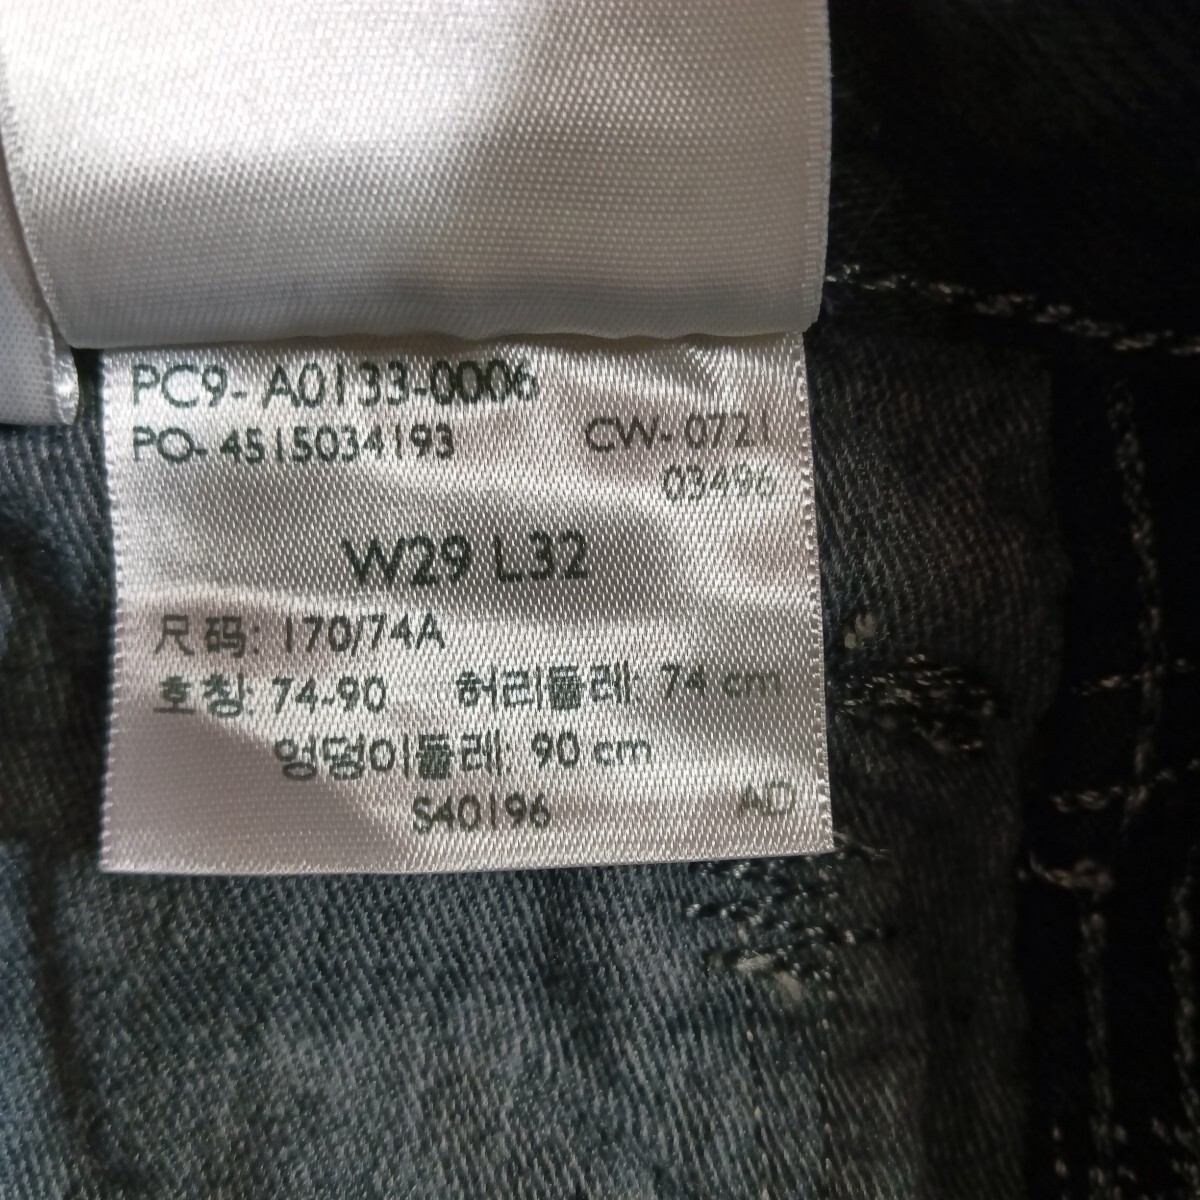 PC9- A0133-0006
PO- 4515034193 CW- 0721
03496
W29 L32
尺码: 170/74A
호칭: 74-90 허리둘레: 74 cm
엉덩이둘레: 90 cm
S40196 AD